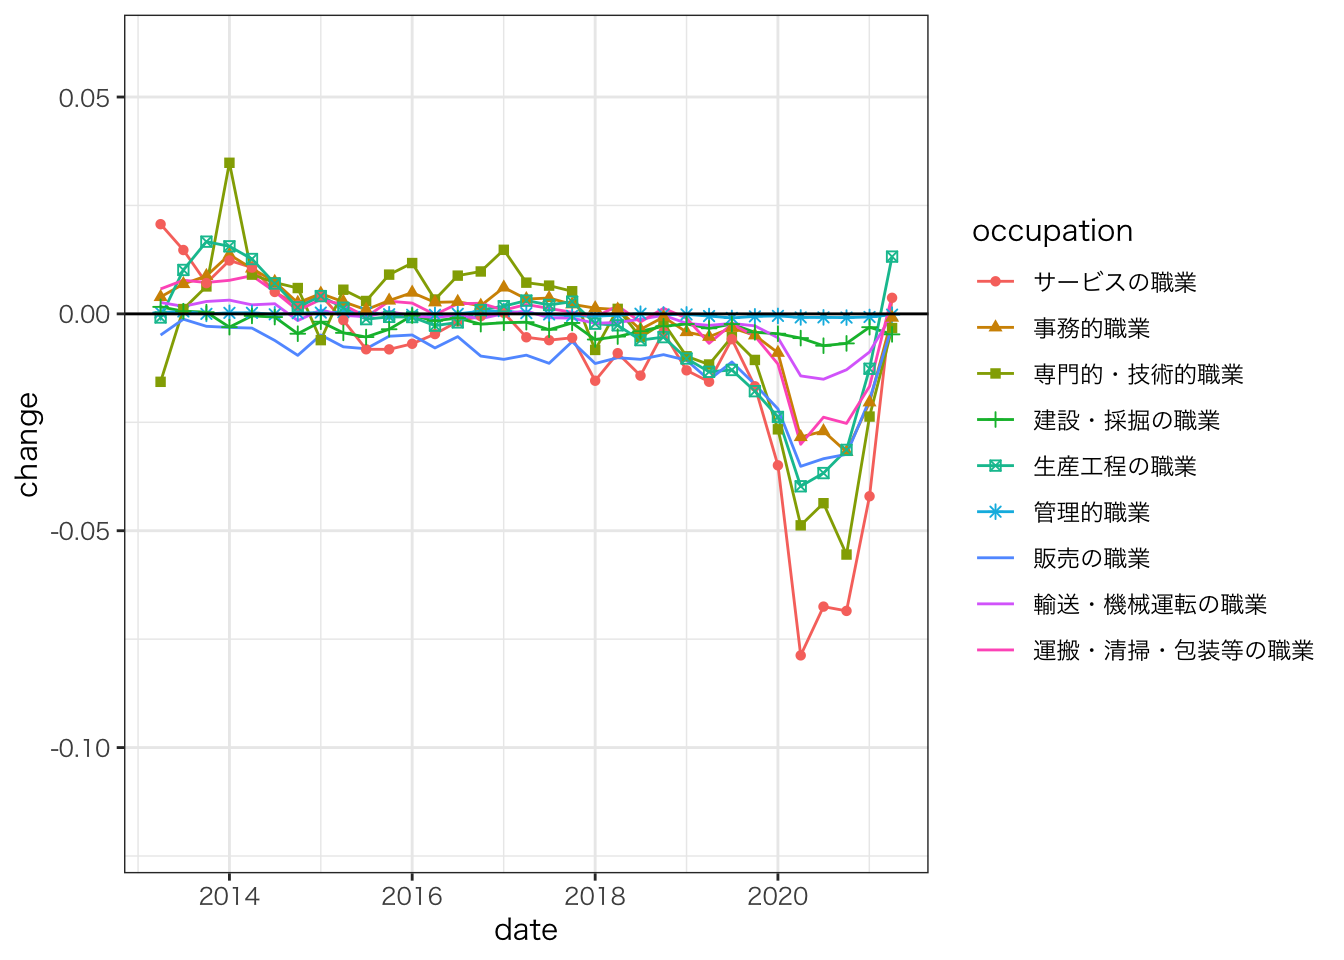 0.05
0.00
-0.05
-0.10
change
2014
2016
2018
2020
date
occupation
サービスの職業
事務的職業
専門的・技術的職業
建設・採掘の職業
生産工程の職業
管理的職業
販売の職業
輸送・機械運転の職業
運搬・清掃・包装等の職業